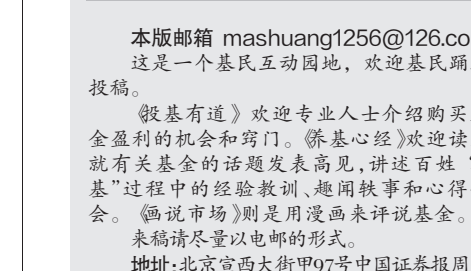 本版邮箱 mashuang1256@126.co
这是一个基民互动园地，欢迎基民踊
投稿。
《投基有道》欢迎专业人士介绍购买
金盈利的机会和窍门。《养基心经》欢迎读
就有关基金的话题发表高见，讲述百姓“
基”过程中的经验教训、趣闻轶事和心得
会。《画说市场》则是用漫画来评说基金。
来稿请尽量以电邮的形式。
地址：北京宣西大街甲97号中国证券报周